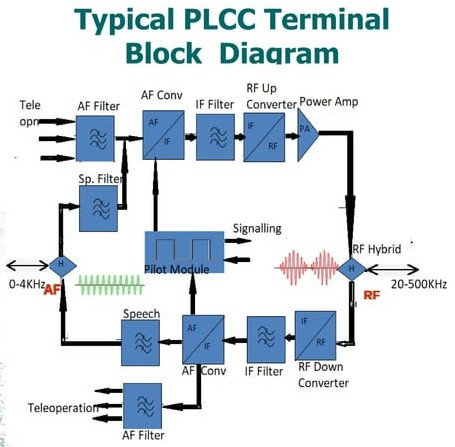 Typical PLCC Terminal
Block Diagram
Tele
opn
AF Filter
AF Conv
IF Filter
RF Up
Converter
Power Amp
AF
IF
IF
RF
PA
Sp. Filter
Signalling
Pilot Module
H
0-4KHz
AF
RF Hybrid
H
20-500KHz
RF
Speech
AF
IF
AF Conv
IF Filter
IF
RF
RF Down
Converter
Teleoperation
AF Filter